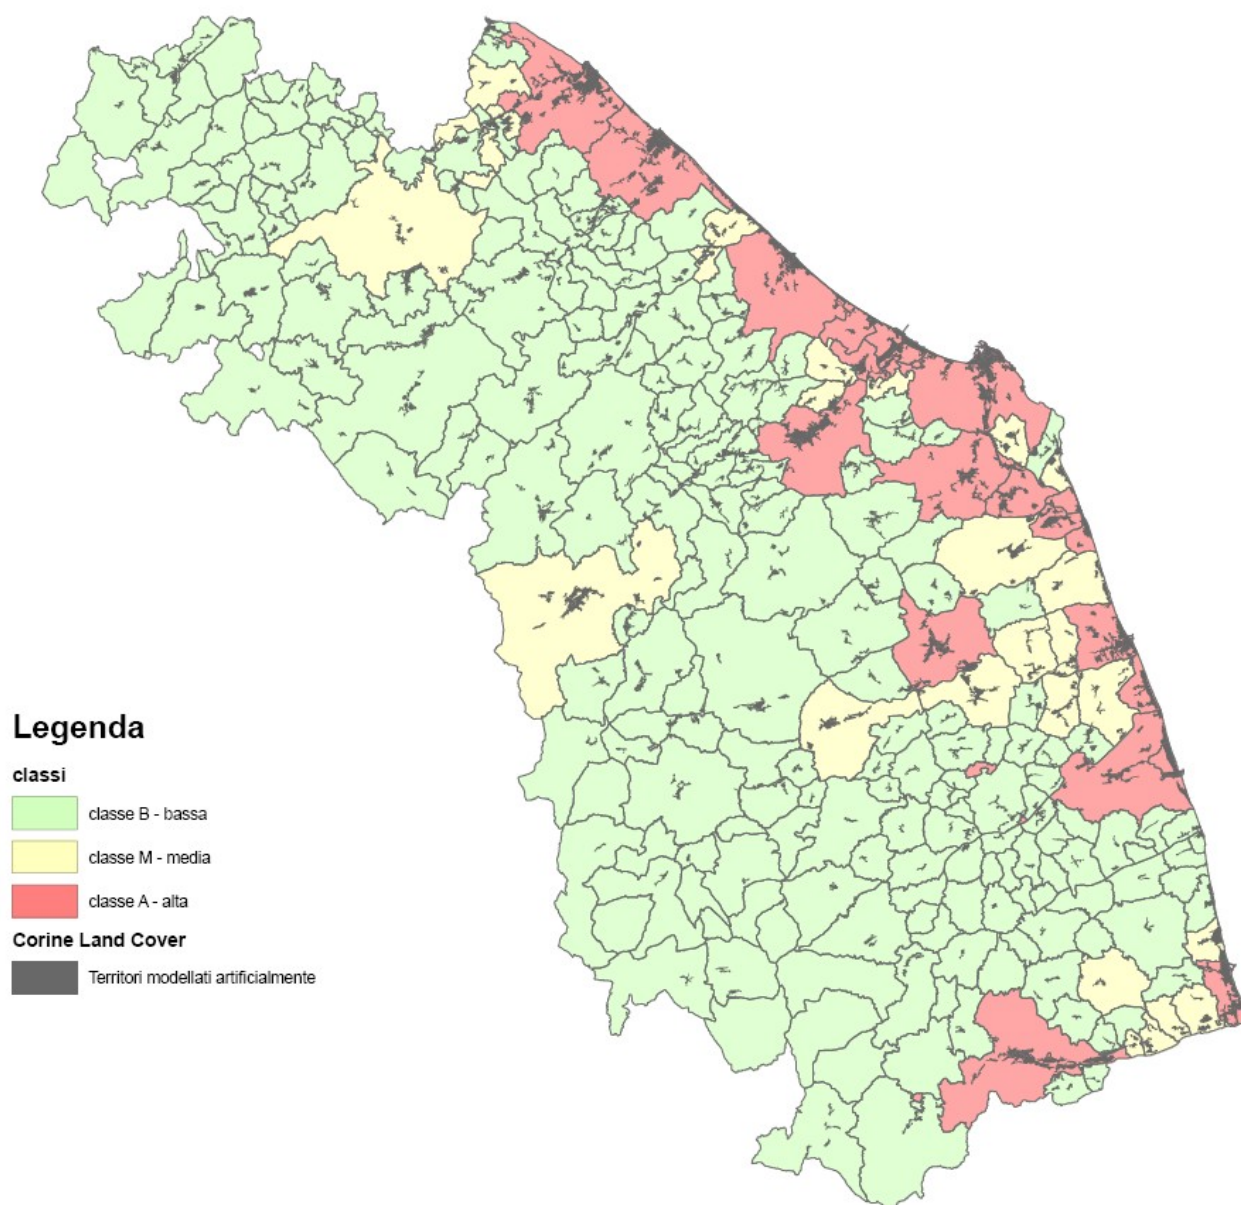 Legenda
classi
classe B - bassa
classe M - media
classe A - alta
Corine Land Cover
Territori modellati artificialmente